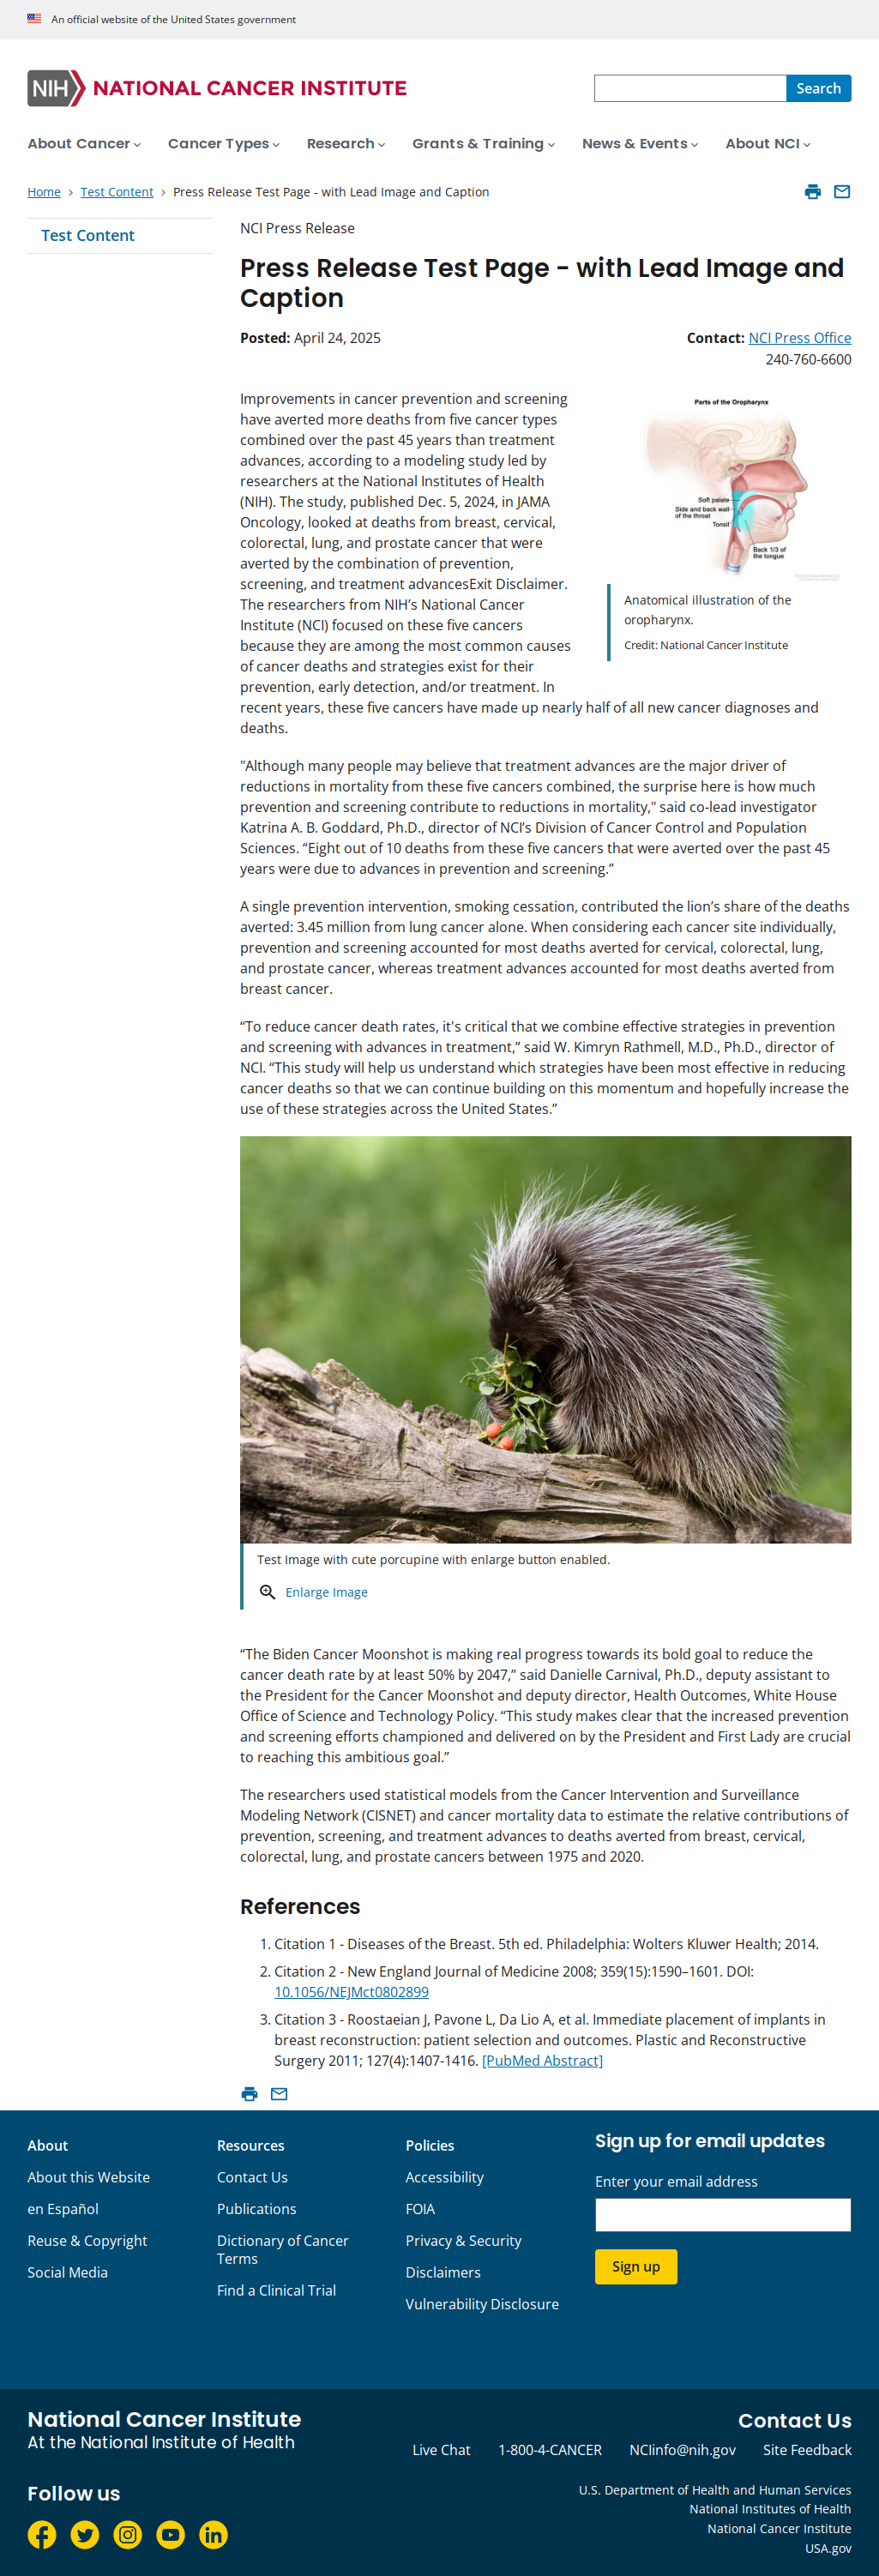 An official website of the United States government
NIH NATIONAL CANCER INSTITUTE
Search
About Cancer
Cancer Types
Research
Grants & Training
News & Events
About NCI
Home > Test Content > Press Release Test Page - with Lead Image and Caption
Test Content
NCI Press Release
Press Release Test Page - with Lead Image and
Caption
Posted: April 24, 2025
Contact: NCI Press Office
240-760-6600
Improvements in cancer prevention and screening
have averted more deaths from five cancer types
combined over the past 45 years than treatment
advances, according to a modeling study led by
researchers at the National Institutes of Health
(NIH). The study, published Dec. 5, 2024, in JAMA
Oncology, looked at deaths from breast, cervical,
colorectal, lung, and prostate cancer that were
averted by the combination of prevention,
screening, and treatment advancesExit Disclaimer.
The researchers from NIH’s National Cancer
Institute (NCI) focused on these five cancers
because they are among the most common causes
of cancer deaths and strategies exist for their
prevention, early detection, and/or treatment. In
recent years, these five cancers have made up nearly half of all new cancer diagnoses and
deaths.
Parts of the Oropharynx
Soft palate
Side and back wall
of the throat
Tonsil
Back 1/3 of
the tongue
Anatomical illustration of the
oropharynx.
Credit: National Cancer Institute
"Although many people may believe that treatment advances are the major driver of
reductions in mortality from these five cancers combined, the surprise here is how much
prevention and screening contribute to reductions in mortality," said co-lead investigator
Katrina A. B. Goddard, Ph.D., director of NCI’s Division of Cancer Control and Population
Sciences. “Eight out of 10 deaths from these five cancers that were averted over the past 45
years were due to advances in prevention and screening.”
A single prevention intervention, smoking cessation, contributed the lion’s share of the deaths
averted: 3.45 million from lung cancer alone. When considering each cancer site individually,
prevention and screening accounted for most deaths averted for cervical, colorectal, lung,
and prostate cancer, whereas treatment advances accounted for most deaths averted from
breast cancer.
“To reduce cancer death rates, it's critical that we combine effective strategies in prevention
and screening with advances in treatment,” said W. Kimryn Rathmell, M.D., Ph.D., director of
NCI. “This study will help us understand which strategies have been most effective in reducing
cancer deaths so that we can continue building on this momentum and hopefully increase the
use of these strategies across the United States.”
Test Image with cute porcupine with enlarge button enabled.
Enlarge Image
“The Biden Cancer Moonshot is making real progress towards its bold goal to reduce the
cancer death rate by at least 50% by 2047,” said Danielle Carnival, Ph.D., deputy assistant to
the President for the Cancer Moonshot and deputy director, Health Outcomes, White House
Office of Science and Technology Policy. “This study makes clear that the increased prevention
and screening efforts championed and delivered on by the President and First Lady are crucial
to reaching this ambitious goal.”
The researchers used statistical models from the Cancer Intervention and Surveillance
Modeling Network (CISNET) and cancer mortality data to estimate the relative contributions of
prevention, screening, and treatment advances to deaths averted from breast, cervical,
colorectal, lung, and prostate cancers between 1975 and 2020.
References
1. Citation 1 - Diseases of the Breast. 5th ed. Philadelphia: Wolters Kluwer Health; 2014.
2. Citation 2 - New England Journal of Medicine 2008; 359(15):1590–1601. DOI:
10.1056/NEJMct0802899
3. Citation 3 - Roostaeian J, Pavone L, Da Lio A, et al. Immediate placement of implants in
breast reconstruction: patient selection and outcomes. Plastic and Reconstructive
Surgery 2011; 127(4):1407-1416. [PubMed Abstract]
About
About this Website
en Español
Reuse & Copyright
Social Media
Resources
Contact Us
Publications
Dictionary of Cancer
Terms
Find a Clinical Trial
Policies
Accessibility
FOIA
Privacy & Security
Disclaimers
Vulnerability Disclosure
Sign up for email updates
Enter your email address
Sign up
National Cancer Institute
At the National Institute of Health
Contact Us
Live Chat
1-800-4-CANCER
NCIinfo@nih.gov
Site Feedback
Follow us
U.S. Department of Health and Human Services
National Institutes of Health
National Cancer Institute
USA.gov